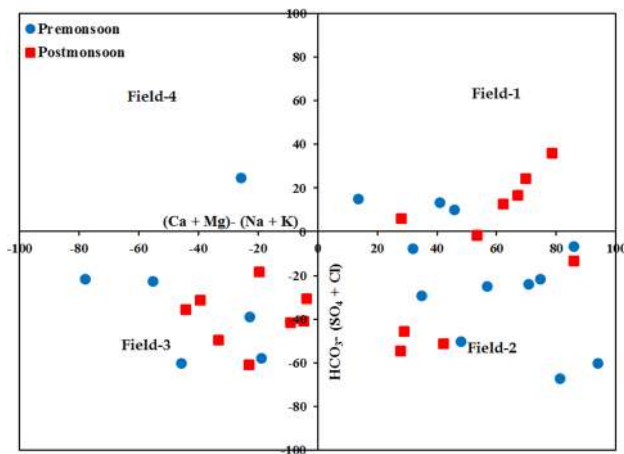 100
Premonsoon
Postmonsoon
80
Field-4
Field-1
60
40
20
(Ca + Mg)- (Na + K)
0
-100 -80 -60 -40 -20 0 20 40 60 80 100
-20
-40
Field-3
Field-2
-60
-80
-100
HCO₃- (SO₄ + Cl)